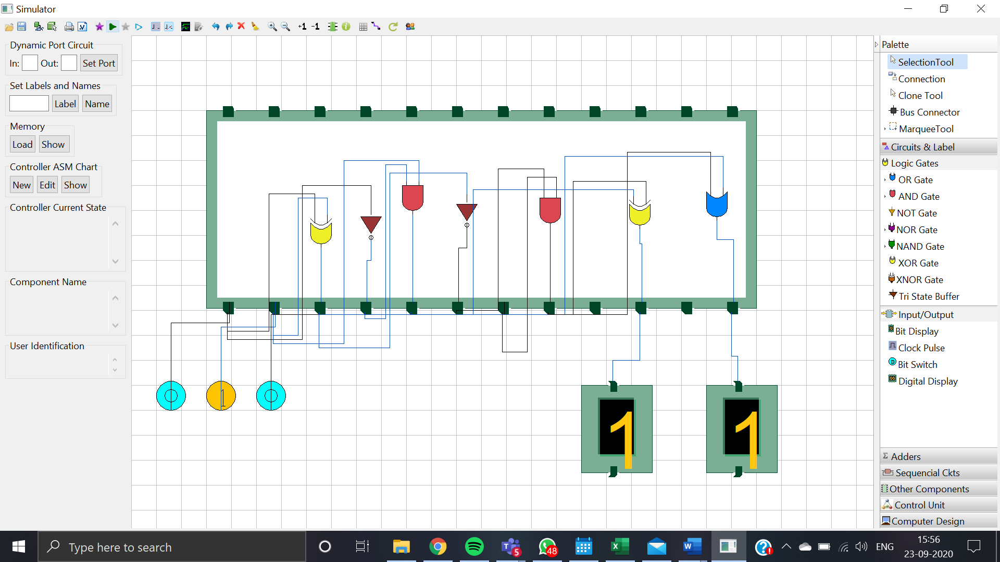 Simulator
+1 -1
Dynamic Port Circuit
In: Out: Set Port
Set Labels and Names
Label Name
Memory
Load Show
Controller ASM Chart
New Edit Show
Controller Current State
Component Name
User Identification
1
1
1
Palette
SelectionTool
Connection
Clone Tool
Bus Connector
MarqueeTool
Circuits & Label
Logic Gates
OR Gate
AND Gate
NOT Gate
NOR Gate
NAND Gate
XOR Gate
XNOR Gate
Tri State Buffer
Input/Output
Bit Display
Clock Pulse
Bit Switch
Digital Display
Adders
Sequencial Ckts
Other Components
Control Unit
Computer Design
Type here to search
5
48
ENG
15:56
23-09-2020